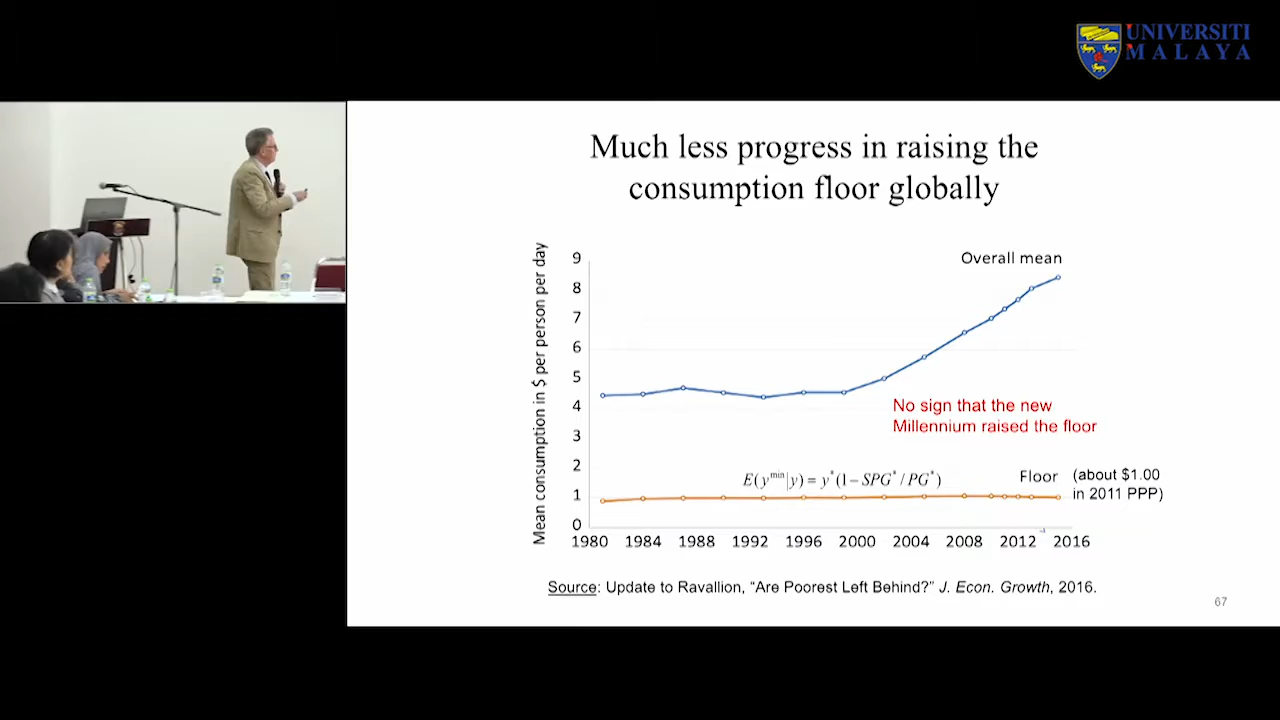 UNIVERSITI
MALAYA
Much less progress in raising the
consumption floor globally
Mean consumption in $ per person per day
9
8
7
6
5
4
3
2
1
0
Overall mean
No sign that the new
Millennium raised the floor
E(y^min|y) = y*(1−SPG*/PG*)
Floor
(about $1.00
in 2011 PPP)
1980 1984 1988 1992 1996 2000 2004 2008 2012 2016
Source: Update to Ravallion, “Are Poorest Left Behind?” J. Econ. Growth, 2016.
67